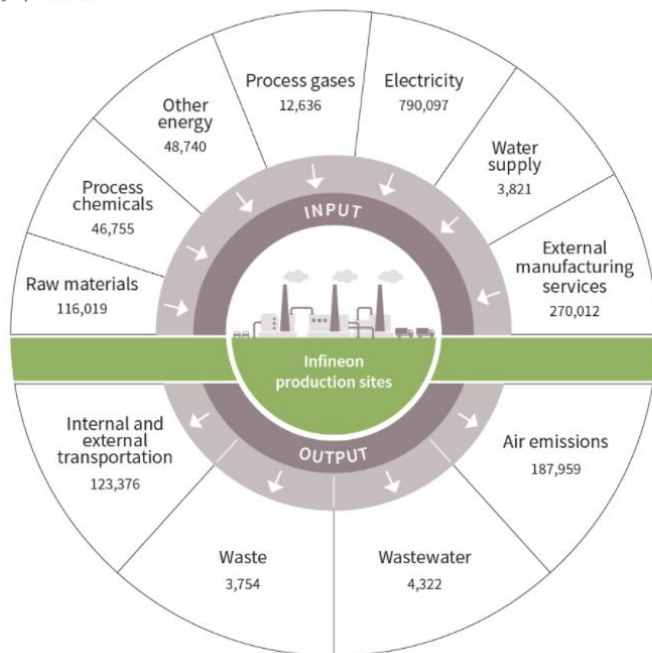 Process gases
12,636
Electricity
790,097
Other
energy
48,740
Water
supply
3,821
Process
chemicals
46,755
External
manufacturing
services
270,012
Raw materials
116,019
INPUT
Infineon
production sites
OUTPUT
Internal and
external
transportation
123,376
Air emissions
187,959
Waste
3,754
Wastewater
4,322